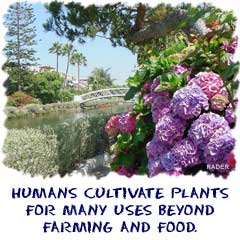 RADER
HUMANS CULTIVATE PLANTS
FOR MANY USES BEYOND
FARMING AND FOOD.